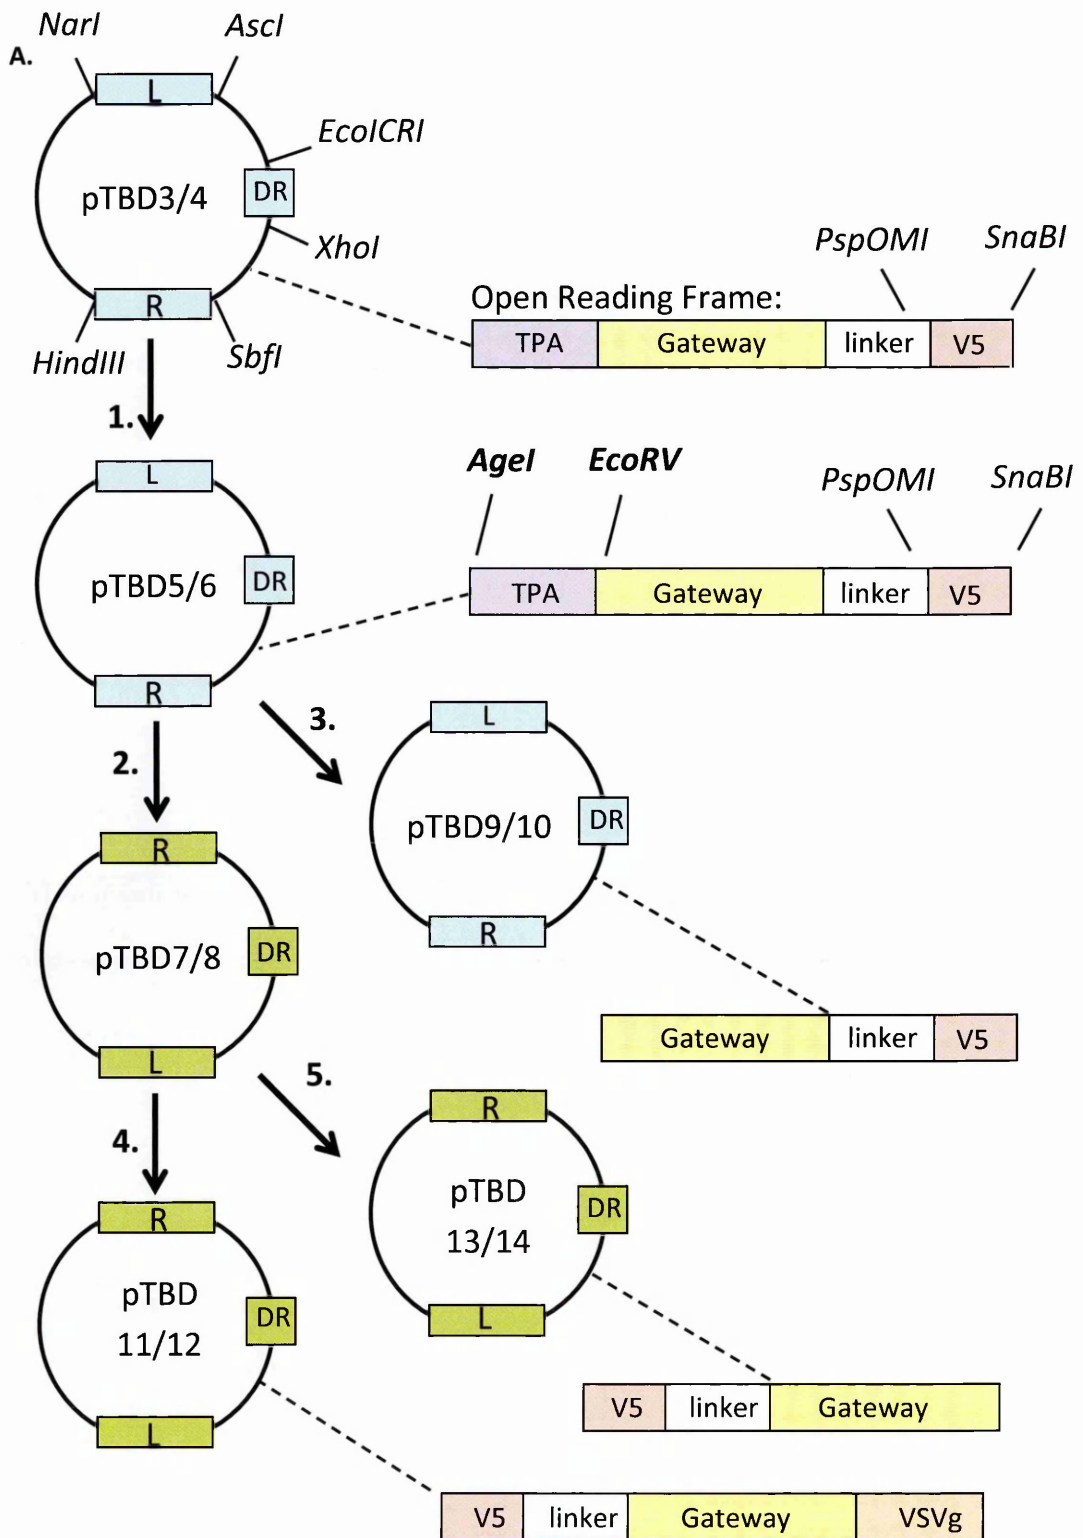 A.
NarI
AscI
L
EcoICRI
DR
pTBD3/4
XhoI
R
HindIII
SbfI
PspOMI
SnaBI
Open Reading Frame:
TPA Gateway linker V5
1.
L
DR
pTBD5/6
R
AgeI EcoRV
PspOMI
SnaBI
TPA Gateway linker V5
2.
3.
L
DR
pTBD9/10
R
Gateway linker V5
R
DR
pTBD7/8
L
4.
5.
R
pTBD
13/14
DR
L
V5 linker Gateway
R
pTBD
11/12
DR
L
V5 linker Gateway VSVg